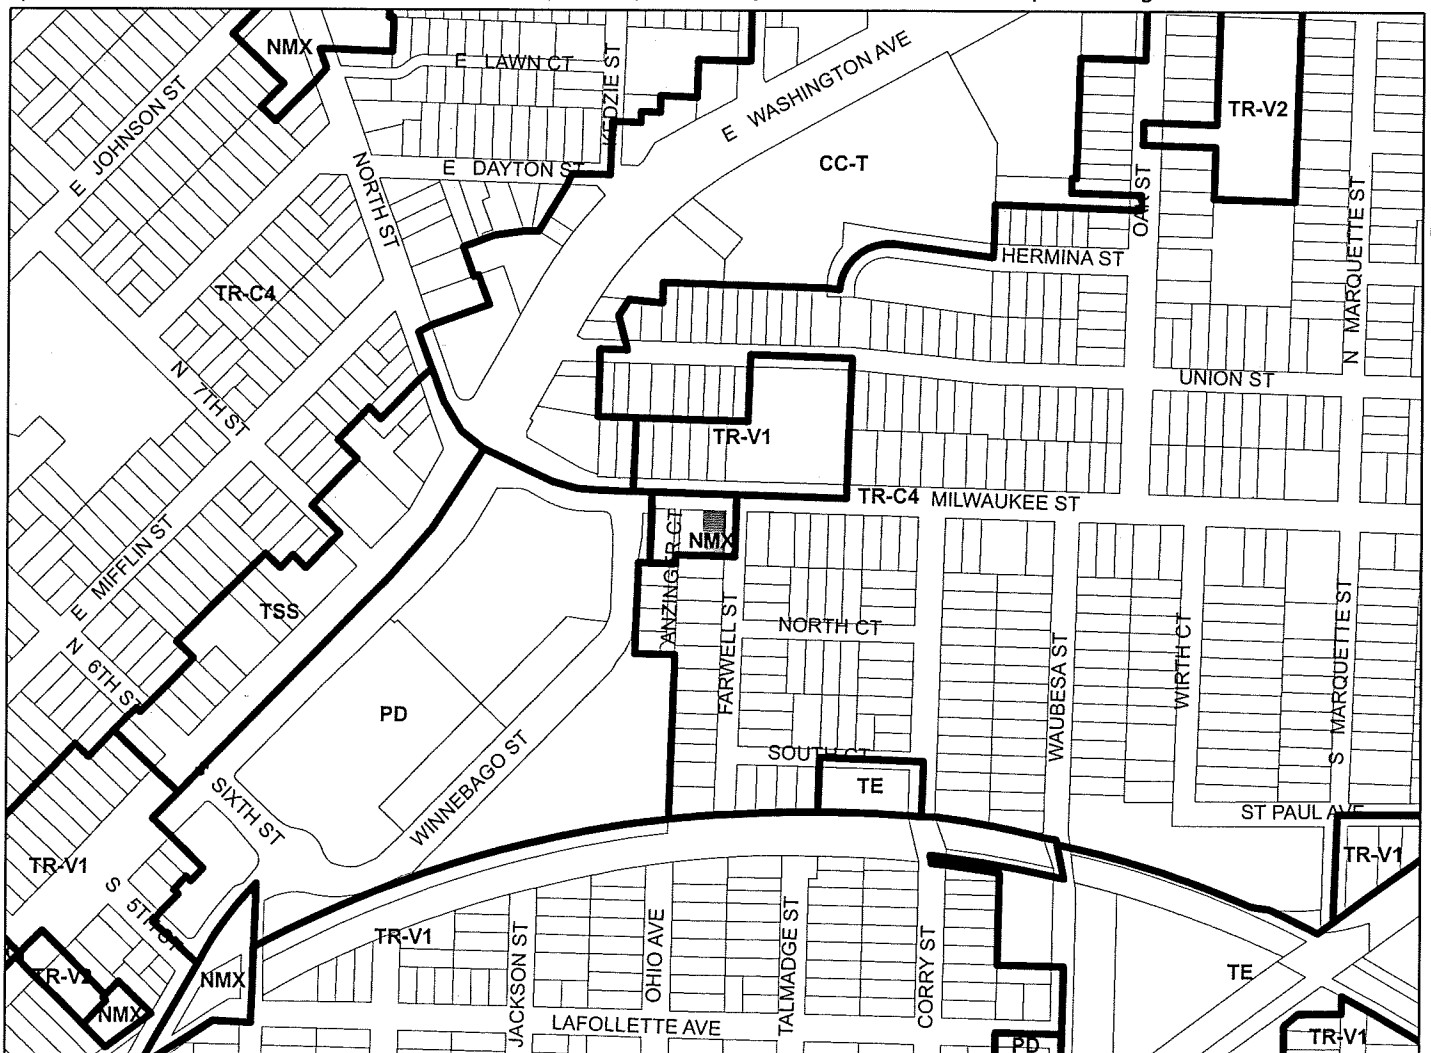 NMX
E LAWN CT
KEDZIE ST
E WASHINGTON AVE
TR-V2
E JOHNSON ST
E DAYTON ST
CC-T
NORTH ST
OAK ST
N MARQUETTE ST
HERMINA ST
TR-C4
N 7TH ST
UNION ST
TR-V1
TR-C4
MILWAUKEE ST
NMX
DANZINGER CT
E MIFFLIN ST
TSS
FARWELL ST
NORTH CT
WAUBESA ST
WIRTH CT
S MARQUETTE ST
N 6TH ST
PD
SOUTH CT
TE
WINNEBAGO ST
S SIXTH ST
ST PAUL AVE
TR-V1
TR-V1
S 5TH ST
TR-V1
JACKSON ST
OHIO AVE
TALMADGE ST
CORRY ST
TR-V2
NMX
NMX
TE
LAFOLLETTE AVE
PD
TR-V1